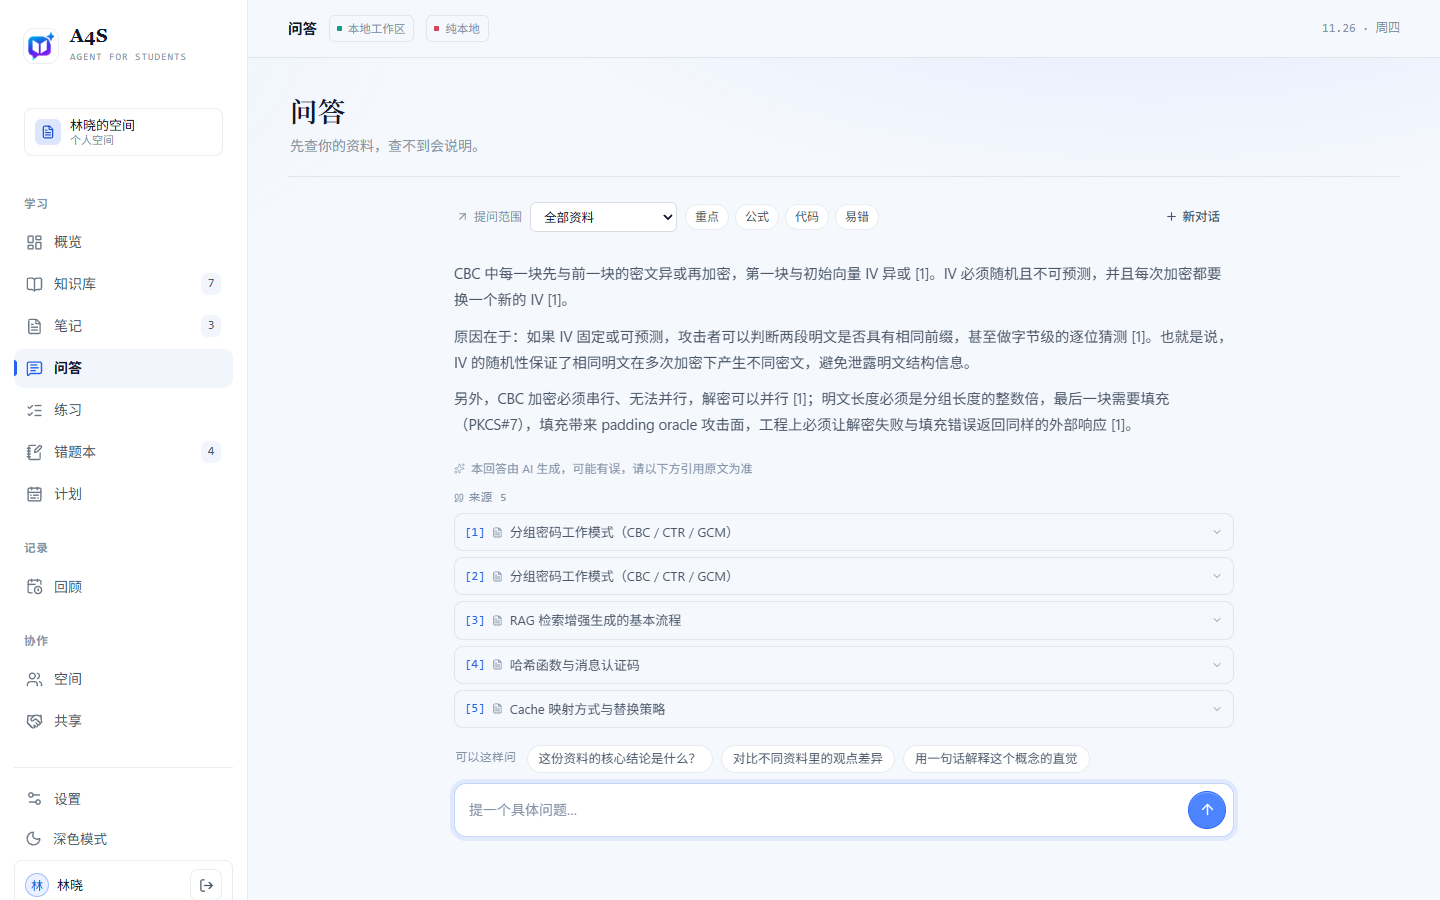 A4S
AGENT FOR STUDENTS
林晓的空间
个人空间
学习
概览
知识库 7
笔记 3
问答
练习
错题本 4
计划
记录
回顾
协作
空间
共享
设置
深色模式
林 林晓
问答 本地工作区 纯本地 11.26 · 周四
问答
先查你的资料，查不到会说明。
提问范围 全部资料 重点 公式 代码 易错 新对话
CBC 中每一块先与前一块的密文异或再加密，第一块与初始向量 IV 异或 [1]。IV 必须随机且不可预测，并且每次加密都要
换一个新的 IV [1]。
原因在于：如果 IV 固定或可预测，攻击者可以判断两段明文是否具有相同前缀，甚至做字节级的逐位猜测 [1]。也就是说，
IV 的随机性保证了相同明文在多次加密下产生不同密文，避免泄露明文结构信息。
另外，CBC 加密必须串行、无法并行，解密可以并行 [1]；明文长度必须是分组长度的整数倍，最后一块需要填充
（PKCS#7），填充带来 padding oracle 攻击面，工程上必须让解密失败与填充错误返回同样的外部响应 [1]。
本回答由 AI 生成，可能有误，请以下方引用原文为准
来源 5
[1] 分组密码工作模式（CBC / CTR / GCM）
[2] 分组密码工作模式（CBC / CTR / GCM）
[3] RAG 检索增强生成的基本流程
[4] 哈希函数与消息认证码
[5] Cache 映射方式与替换策略
可以这样问 这份资料的核心结论是什么？ 对比不同资料里的观点差异 用一句话解释这个概念的直觉
提一个具体问题...